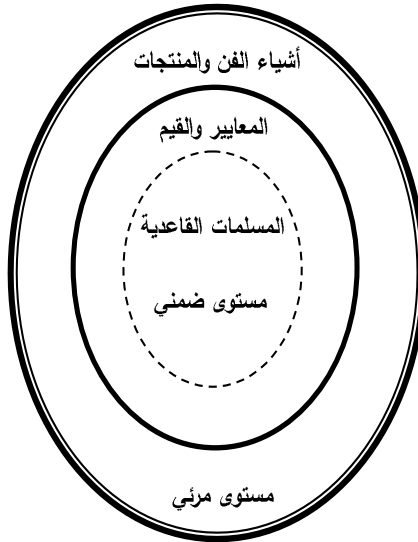 أشياء الفن والمنتجات
المعايير والقيم
المسلمات القاعدية
مستوى ضمني
مستوى مرئي